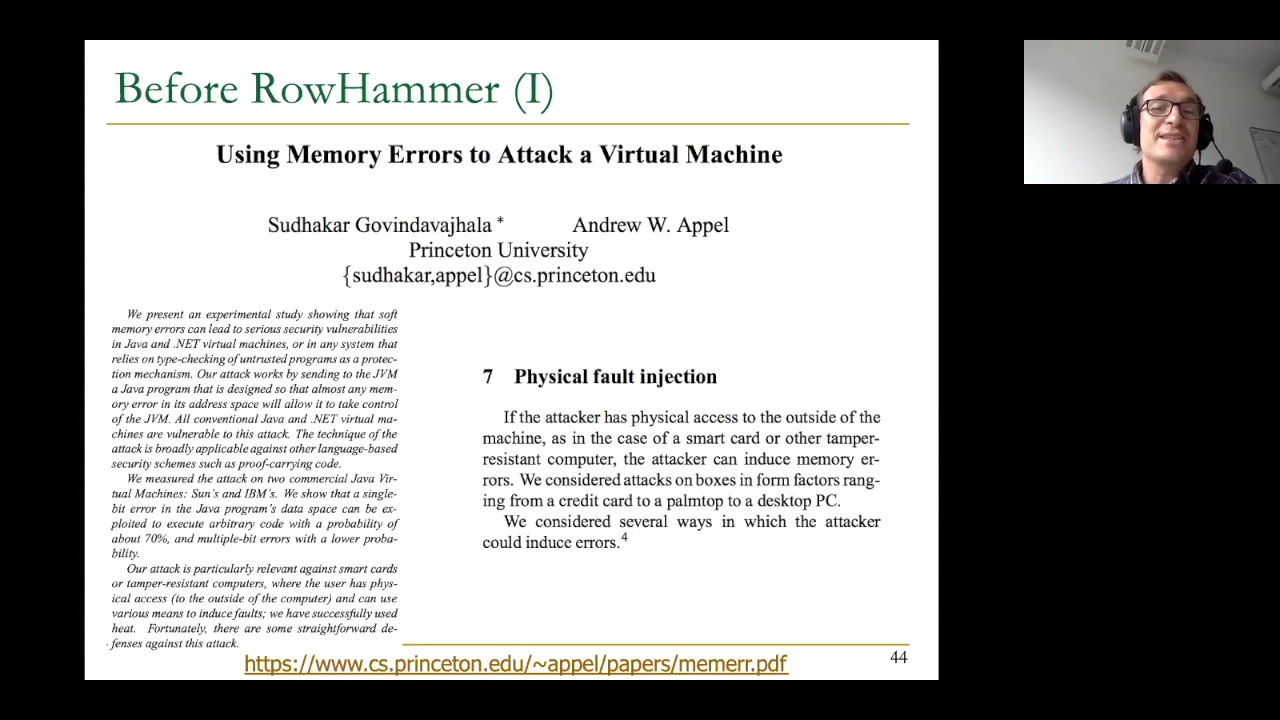 Before RowHammer (I)
Using Memory Errors to Attack a Virtual Machine
Sudhakar Govindavajhala * Andrew W. Appel
Princeton University
{sudhakar,appel}@cs.princeton.edu
We present an experimental study showing that soft
memory errors can lead to serious security vulnerabilities
in Java and .NET virtual machines, or in any system that
relies on type-checking of untrusted programs as a protec-
tion mechanism. Our attack works by sending to the JVM
a Java program that is designed so that almost any mem-
ory error in its address space will allow it to take control
of the JVM. All conventional Java and .NET virtual ma-
chines are vulnerable to this attack. The technique of the
attack is broadly applicable against other language-based
security schemes such as proof-carrying code.
We measured the attack on two commercial Java Vir-
tual Machines: Sun's and IBM's. We show that a single-
bit error in the Java program's data space can be ex-
ploited to execute arbitrary code with a probability of
about 70%, and multiple-bit errors with a lower proba-
bility.
Our attack is particularly relevant against smart cards
or tamper-resistant computers, where the user has phys-
ical access (to the outside of the computer) and can use
various means to induce faults; we have successfully used
heat. Fortunately, there are some straightforward de-
fenses against this attack.
7 Physical fault injection
If the attacker has physical access to the outside of the
machine, as in the case of a smart card or other tamper-
resistant computer, the attacker can induce memory er-
rors. We considered attacks on boxes in form factors rang-
ing from a credit card to a palmtop to a desktop PC.
We considered several ways in which the attacker
could induce errors.4
https://www.cs.princeton.edu/~appel/papers/memerr.pdf
44